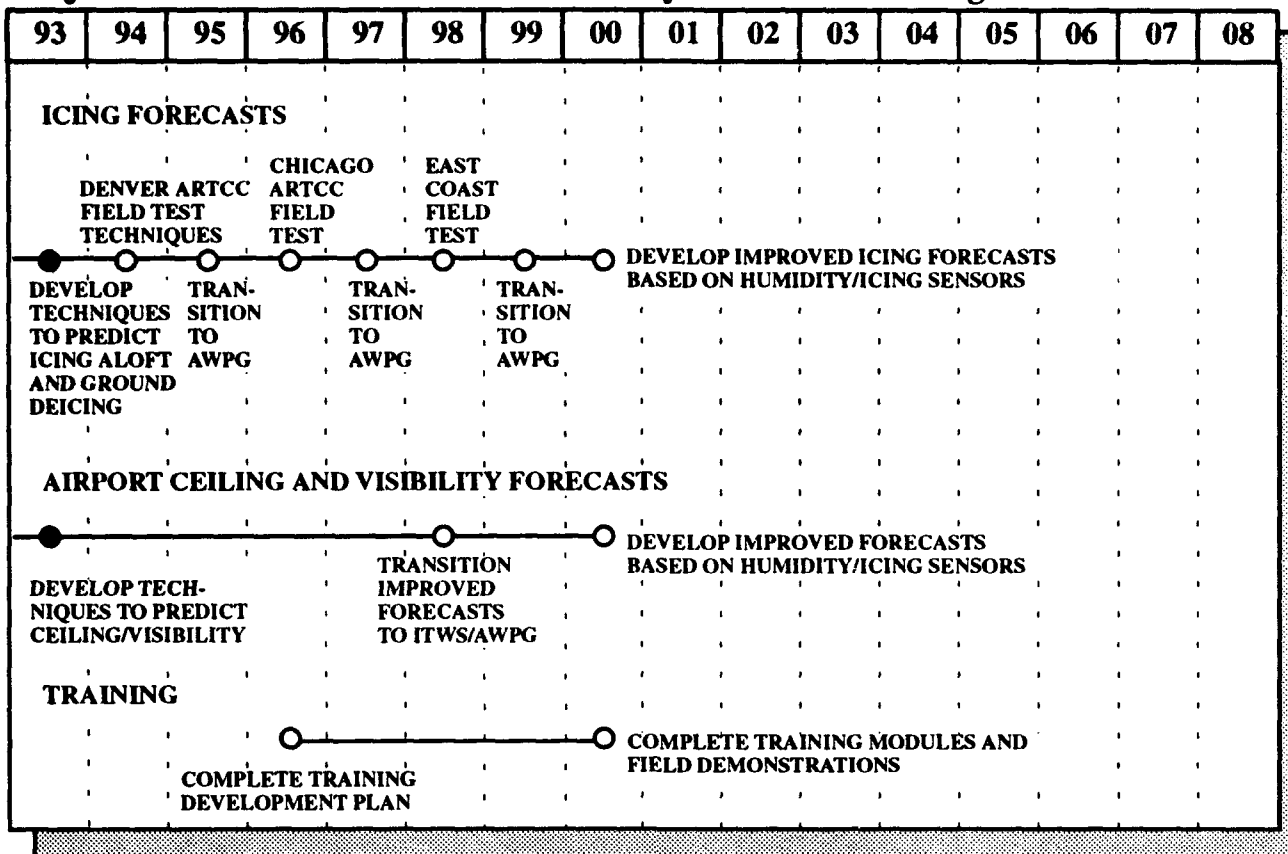 93 94 95 96 97 98 99 00 01 02 03 04 05 06 07 08
ICING FORECASTS
DENVER ARTCC
FIELD TEST
TECHNIQUES
CHICAGO
ARTCC
FIELD
TEST
EAST
COAST
FIELD
TEST
DEVELOP IMPROVED ICING FORECASTS
BASED ON HUMIDITY/ICING SENSORS
DEVELOP
TECHNIQUES
TO PREDICT
ICING ALOFT
AND GROUND
DEICING
TRAN-
SITION
TO
AWPG
TRAN-
SITION
TO
AWPG
TRAN-
SITION
TO
AWPG
AIRPORT CEILING AND VISIBILITY FORECASTS
DEVELOP TECH-
NIQUES TO PREDICT
CEILING/VISIBILITY
TRANSITION
IMPROVED
FORECASTS
TO ITWS/AWPG
DEVELOP IMPROVED FORECASTS
BASED ON HUMIDITY/ICING SENSORS
TRAINING
COMPLETE TRAINING
DEVELOPMENT PLAN
COMPLETE TRAINING MODULES AND
FIELD DEMONSTRATIONS